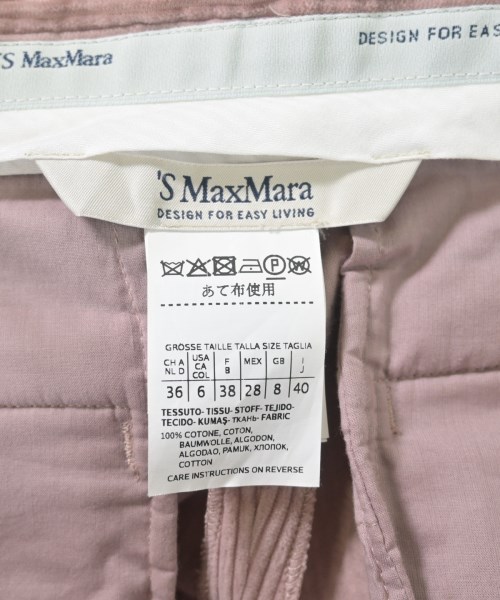 'S MaxMara
DESIGN FOR EAS
'S MaxMara
DESIGN FOR EASY LIVING
P W
あて布使用
GRÖSSE TAILLE TALLA SIZE TAGLIA
CH A NL D USA CA COL F B MEX GB I J
36 6 38 28 8 40
TESSUTO- TISSU- STOFF- TEJIDO-
TECIDO- KUMAŞ- ТКАНЬ- FABRIC
100% COTONE, COTON,
BAUMWOLLE, ALGODON,
ALGODAO, PAMUK, ХЛОПОК,
COTTON
CARE INSTRUCTIONS ON REVERSE